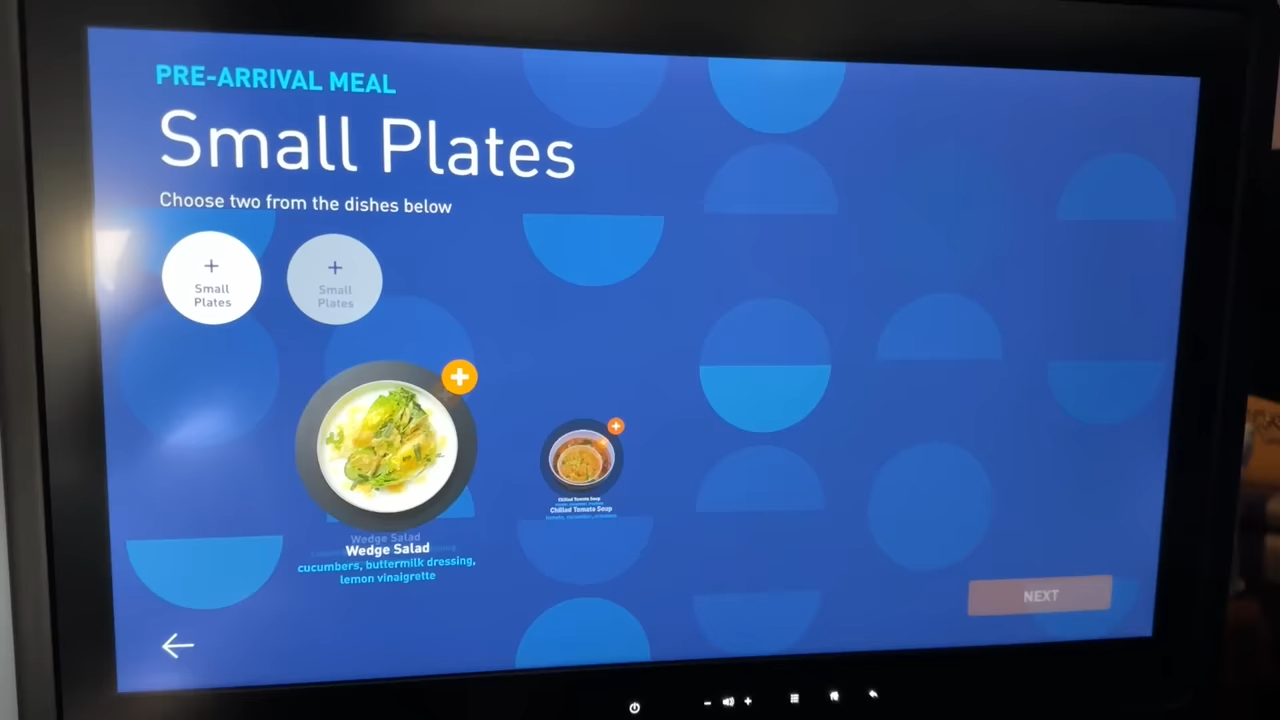 PRE-ARRIVAL MEAL
Small Plates
Choose two from the dishes below
+
Small
Plates
+
Small
Plates
Wedge Salad
Wedge Salad
cucumbers, buttermilk dressing,
lemon vinaigrette
Chilled Tomato Soup
Chilled Tomato Soup
NEXT